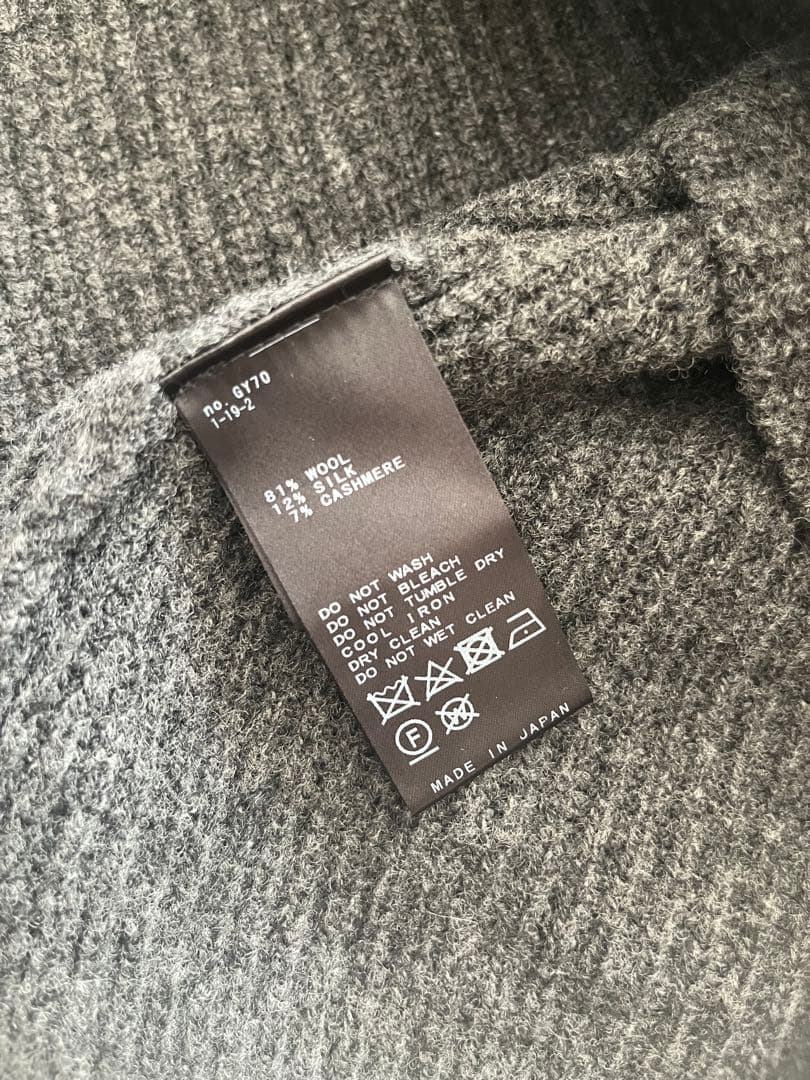 no. GY70
1-19-2
81% WOOL
12% SILK
7% CASHMERE
DO NOT WASH
DO NOT BLEACH
DO NOT TUMBLE DRY
COOL IRON
DRY CLEAN
DO NOT WET CLEAN
F W
MADE IN JAPAN